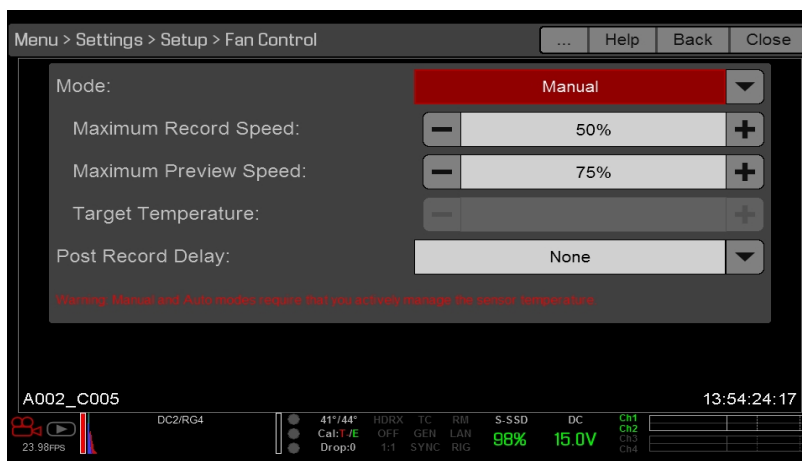 Menu > Settings > Setup > Fan Control ... Help Back Close
Mode: Manual
Maximum Record Speed: 50%
Maximum Preview Speed: 75%
Target Temperature:
Post Record Delay: None
Warning: Manual and Auto modes require that you actively manage the sensor temperature.
A002_C005 13:54:24:17
DC2/RG4 41°/44° HDRX TC RM S-SSD DC Ch1
Cal:T/E OFF GEN LAN 98% 15.0V Ch2
23.98FPS Drop:0 1:1 SYNC RIG Ch3
Ch4